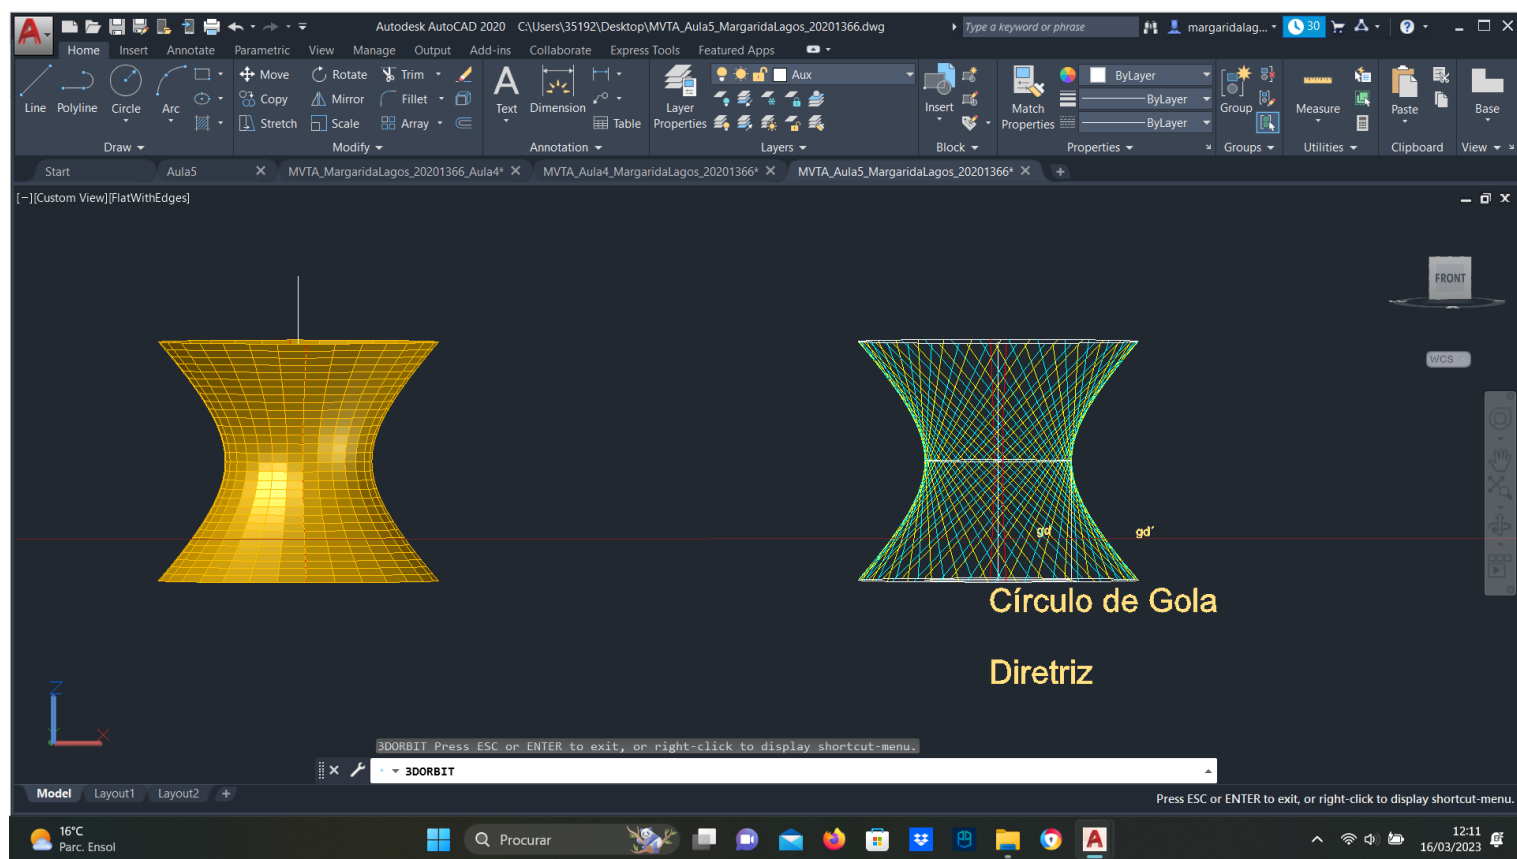 Autodesk AutoCAD 2020 C:\Users\35192\Desktop\MVTA_Aula5_MargaridaLagos_20201366.dwg
Type a keyword or phrase
margaridalag...
30
Home Insert Annotate Parametric View Manage Output Add-ins Collaborate Express Tools Featured Apps
Move Rotate Trim
Aux
ByLayer
Line Polyline Circle Arc
Copy Mirror Fillet
Text Dimension
Layer Properties
Insert
Match Properties
ByLayer
Group
Measure
Paste
Base
Stretch Scale Array
Table
ByLayer
Draw Modify Annotation Layers Block Properties Groups Utilities Clipboard View
Start Aula5 MVTA_MargaridaLagos_20201366_Aula4* MVTA_Aula4_MargaridaLagos_20201366* MVTA_Aula5_MargaridaLagos_20201366*
[−][Custom View][FlatWithEdges]
FRONT
WCS
gd
gd´
Círculo de Gola
Diretriz
Z
X
3DORBIT Press ESC or ENTER to exit, or right-click to display shortcut-menu.
3DORBIT
Model Layout1 Layout2
Press ESC or ENTER to exit, or right-click to display shortcut-menu.
16°C
Parc. Ensol
Procurar
12:11
16/03/2023